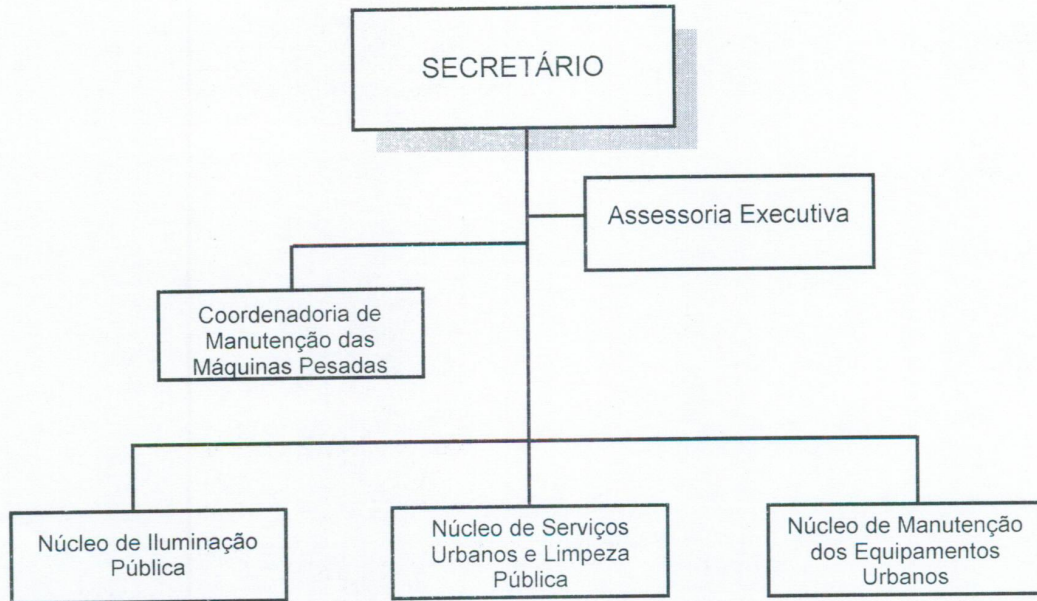 SECRETÁRIO
Assessoria Executiva
Coordenadoria de
Manutenção das
Máquinas Pesadas
Núcleo de Iluminação
Pública
Núcleo de Serviços
Urbanos e Limpeza
Pública
Núcleo de Manutenção
dos Equipamentos
Urbanos